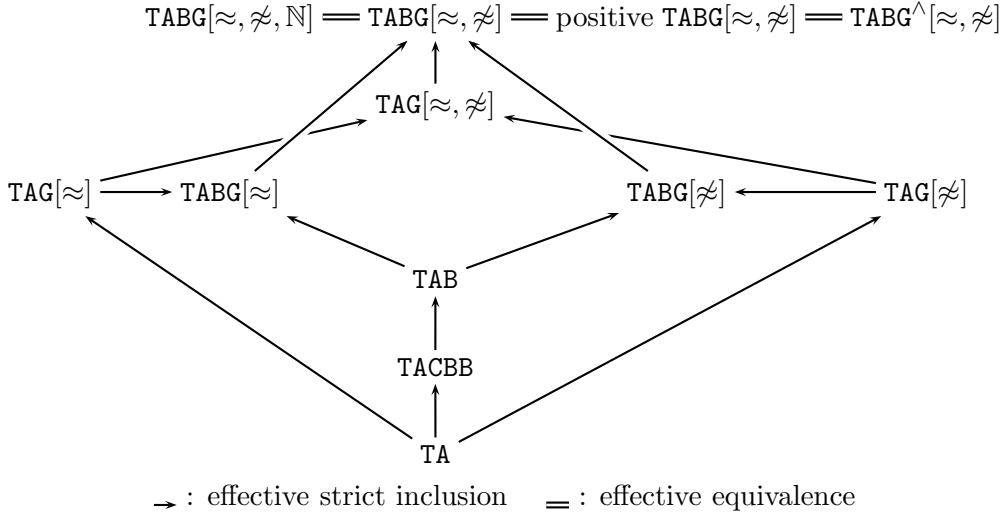 TABG[≈, ≉, ℕ] = TABG[≈, ≉] = positive TABG[≈, ≉] = TABG^∧[≈, ≉]
TAG[≈, ≉]
TAG[≈] TABG[≈] TABG[≉] TAG[≉]
TAB
TACBB
TA
→ : effective strict inclusion = : effective equivalence